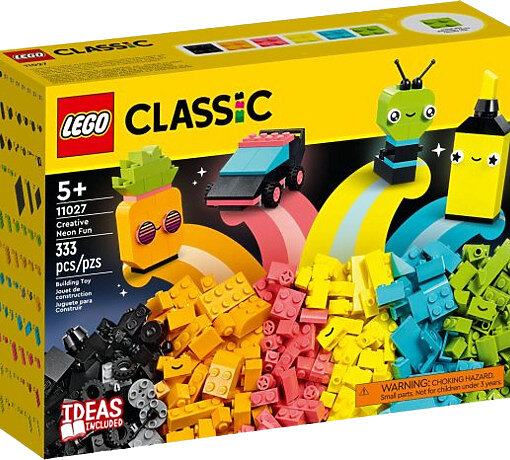 11027
CLASSIC
LEGO
CLASSIC
5+
11027
Creative
Neon Fun
333
pcs/pzs
Building Toy
Jouet de
construction
Juguete para
Construir
IDEAS
INCLUDED
WARNING: CHOKING HAZARD.
Small parts. Not for children under 3 years.